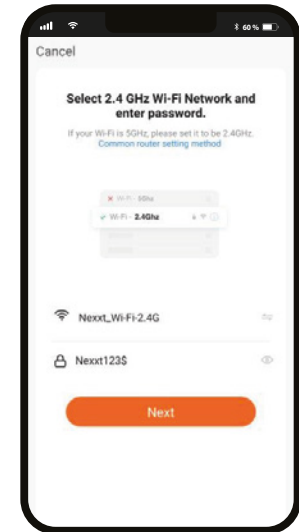 60 %
Cancel
Select 2.4 GHz Wi-Fi Network and
enter password.
If your Wi-Fi is 5GHz, please set it to be 2.4GHz.
Common router setting method
Wi-Fi - 5Ghz
Wi-Fi - 2.4Ghz
Nexxt_Wi-Fi-2.4G
Nexxt123$
Next